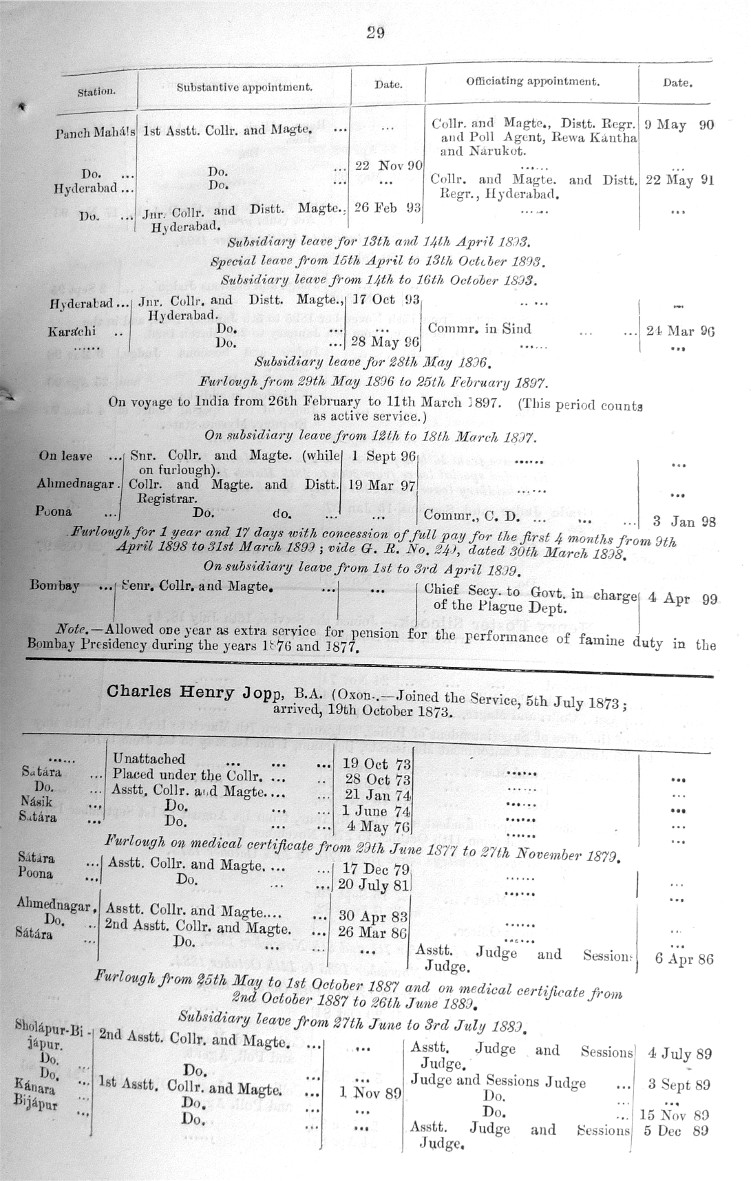 29
Station. Substantive appointment. Date. Officiating appointment. Date.
Panch Maháls 1st Asstt. Collr. and Magte. ... ... Collr. and Magte., Distt. Regr. 9 May 90
and Poll Agent, Rewa Kántha
and Narukot.
Do. ... Do. ... 22 Nov 90 ...... ...
Hyderabad ... Do. ... ... Collr. and Magte. and Distt. 22 May 91
Regr., Hyderabad.
Do. ... Jnr. Collr. and Distt. Magte., 26 Feb 93 ...... ...
Hyderabad.
Subsidiary leave for 13th and 14th April 1893.
Special leave from 15th April to 13th October 1893.
Subsidiary leave from 14th to 16th October 1893.
Hyderabad ... Jnr. Collr. and Distt. Magte., 17 Oct 93 ...... ...
Hyderabad.
Karáchi .. Do. ... ... Commr. in Sind ... ... 24 Mar 96
...... Do. ... 28 May 96 ...... ...
Subsidiary leave for 28th May 1896.
Furlough from 29th May 1896 to 25th February 1897.
On voyage to India from 26th February to 11th March 1897. (This period counts
as active service.)
On subsidiary leave from 12th to 18th March 1897.
On leave ... Snr. Collr. and Magte. (while 1 Sept 96 ...... ...
on furlough).
Ahmednagar. Collr. and Magte. and Distt. 19 Mar 97 ...... ...
Registrar.
Poona ... Do. do. ... ... Commr., C. D. ... ... ... 3 Jan 98
Furlough for 1 year and 17 days with concession of full pay for the first 4 months from 9th
April 1898 to 31st March 1899 ; vide G. R. No. 240, dated 30th March 1898.
On subsidiary leave from 1st to 3rd April 1899.
Bombay ... Senr. Collr. and Magte. ... ... Chief Secy. to Govt. in charge 4 Apr 99
of the Plague Dept.
Note.—Allowed one year as extra service for pension for the performance of famine duty in the
Bombay Presidency during the years 1876 and 1877.
Charles Henry Jopp, B.A. (Oxon.—Joined the Service, 5th July 1873;
arrived, 19th October 1873.
...... Unattached ... ... ... 19 Oct 73 ...... ...
Sátára ... Placed under the Collr. ... .. 28 Oct 73 ...... ...
Do. ... Asstt. Collr. and Magte.... ... 21 Jan 74 ...... ...
Násik ... Do. ... ... 1 June 74 ...... ...
Sátára ... Do. ... ... 4 May 76 ...... ...
Furlough on medical certificate from 29th June 1877 to 27th November 1879.
Sátára ... Asstt. Collr. and Magte. ... ... 17 Dec 79 ...... ...
Poona ... Do. ... ... 20 July 81 ...... ...
Ahmednagar. Asstt. Collr. and Magte.... ... 30 Apr 83 ...... ...
Do. .. 2nd Asstt. Collr. and Magte. ... 26 Mar 86 ...... ...
Sátára ... Do. ... ... ... Asstt. Judge and Sessions 6 Apr 86
Judge.
Furlough from 25th May to 1st October 1887 and on medical certificate from
2nd October 1887 to 26th June 1889.
Subsidiary leave from 27th June to 3rd July 1889.
Sholápur-Bi- 2nd Asstt. Collr. and Magte. ... ... Asstt. Judge and Sessions 4 July 89
jápur. Judge.
Do. Do. ... ... Judge and Sessions Judge ... 3 Sept 89
Do. ... 1st Asstt. Collr. and Magte. ... 1 Nov 89 Do. ...
Kánara ... Do. ... ... Do. ... 15 Nov 89
Bijápur ... Do. ... ... Asstt. Judge and Sessions 5 Dec 89
Judge.